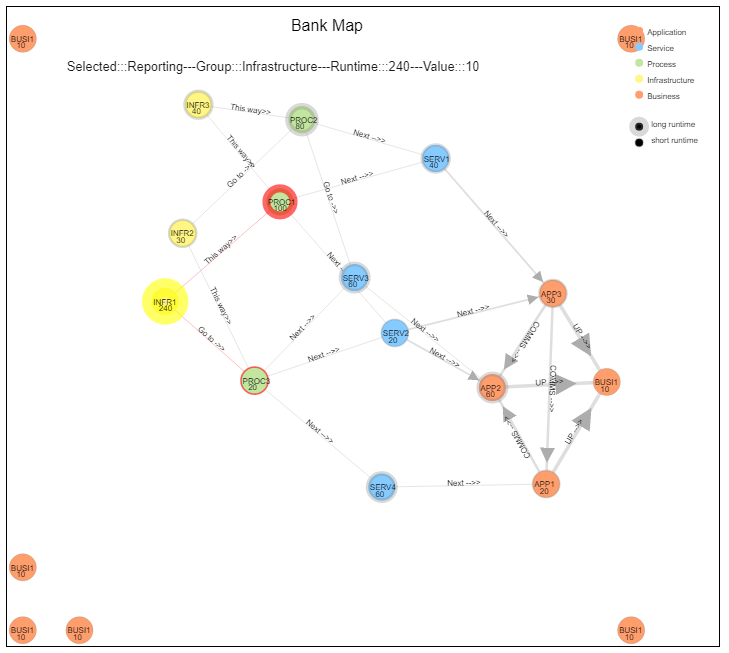 Bank Map
BUSI1
10
BUSI1
10
Application
Service
Process
Infrastructure
Business
long runtime
short runtime
Selected:::Reporting---Group:::Infrastructure---Runtime:::240---Value:::10
INFR3
40
This way>>
PROC2
80
Next -->>
This way>>
SERV1
40
Go to ->
Next -->>
Go to -->>
PROC1
100
Next -->>
INFR2
30
This way>>
Next --
SERV3
60
INFR1
240
This way>>
APP3
30
Next -->>
Next -->>
SERV2
20
Go to ->>
Next -->>
COMMS -->>
UP -->>
Next -->>
Next -->>
PROC3
20
APP2
60
UP -->>
COMMS -->>
BUSI1
10
Next -->>
COMMS -->>
UP -->>
SERV4
60
Next -->>
APP1
20
BUSI1
10
BUSI1
10
BUSI1
10
BUSI1
10